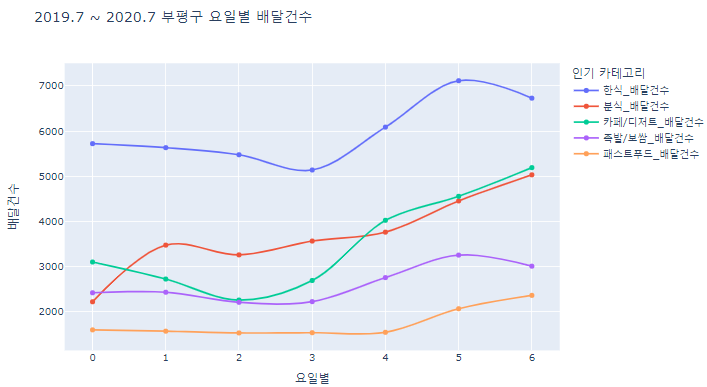 2019.7 ~ 2020.7 부평구 요일별 배달건수
인기 카테고리
한식_배달건수
분식_배달건수
카페/디저트_배달건수
족발/보쌈_배달건수
패스트푸드_배달건수
배달건수
7000
6000
5000
4000
3000
2000
0 1 2 3 4 5 6
요일별